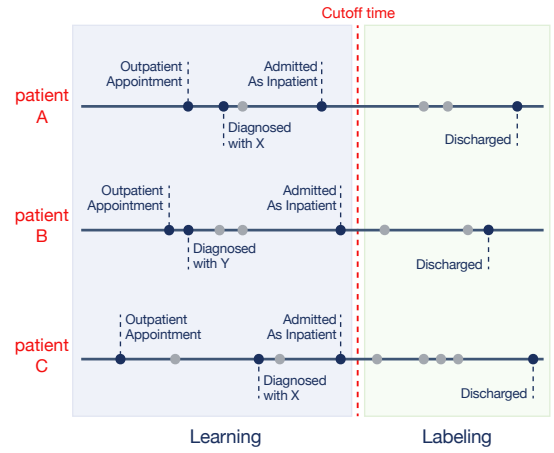 Cutoff time
Outpatient
Appointment
Admitted
As Inpatient
patient
A
Diagnosed
with X
Discharged
Outpatient
Appointment
Admitted
As Inpatient
patient
B
Diagnosed
with Y
Discharged
Outpatient
Appointment
Admitted
As Inpatient
patient
C
Diagnosed
with X
Discharged
Learning
Labeling